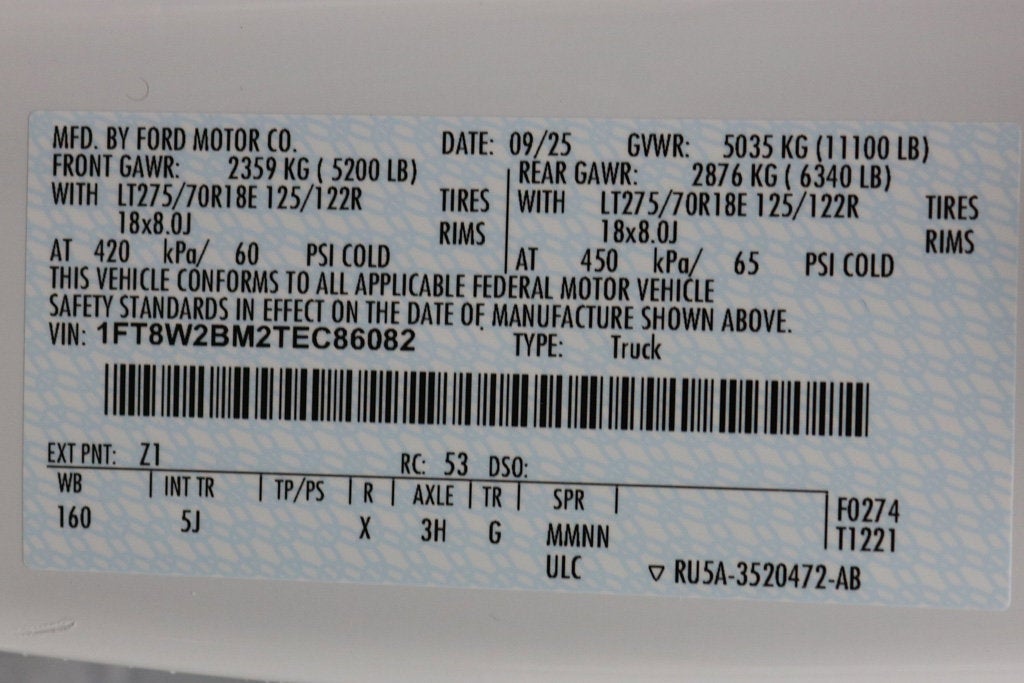 MFD. BY FORD MOTOR CO. DATE: 09/25 GVWR: 5035 KG (11100 LB)
FRONT GAWR: 2359 KG ( 5200 LB) REAR GAWR: 2876 KG ( 6340 LB)
WITH LT275/70R18E 125/122R TIRES WITH LT275/70R18E 125/122R TIRES
18x8.0J RIMS 18x8.0J RIMS
AT 420 kPa/ 60 PSI COLD AT 450 kPa/ 65 PSI COLD
THIS VEHICLE CONFORMS TO ALL APPLICABLE FEDERAL MOTOR VEHICLE
SAFETY STANDARDS IN EFFECT ON THE DATE OF MANUFACTURE SHOWN ABOVE.
VIN: 1FT8W2BM2TEC86082 TYPE: Truck
EXT PNT: Z1 RC: 53 DSO:
WB INT TR TP/PS R AXLE TR SPR F0274
160 5J X 3H G MMNN T1221
ULC RU5A-3520472-AB